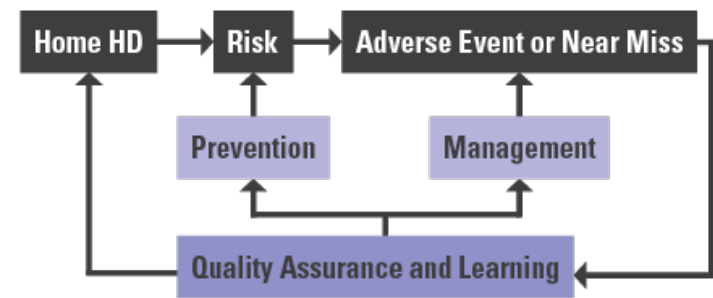 Home HD
Risk
Adverse Event or Near Miss
Prevention
Management
Quality Assurance and Learning